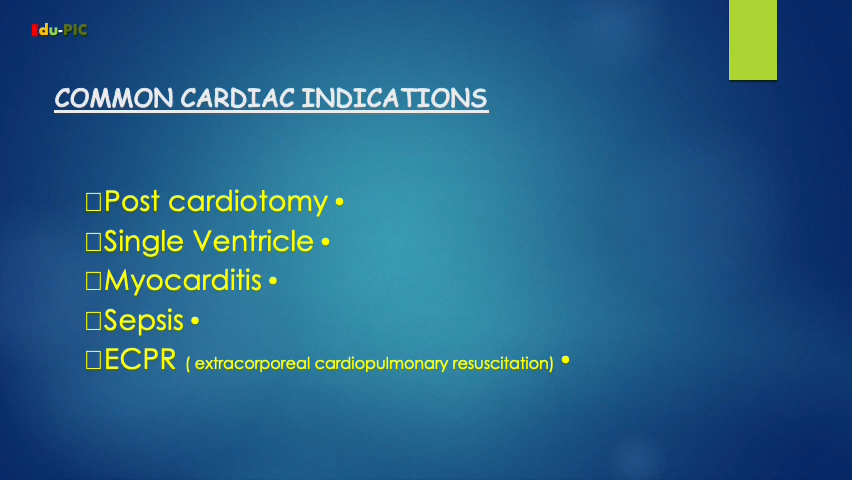 Edu-PIC
COMMON CARDIAC INDICATIONS
□Post cardiotomy •
□Single Ventricle •
□Myocarditis •
□Sepsis •
□ECPR ( extracorporeal cardiopulmonary resuscitation) •